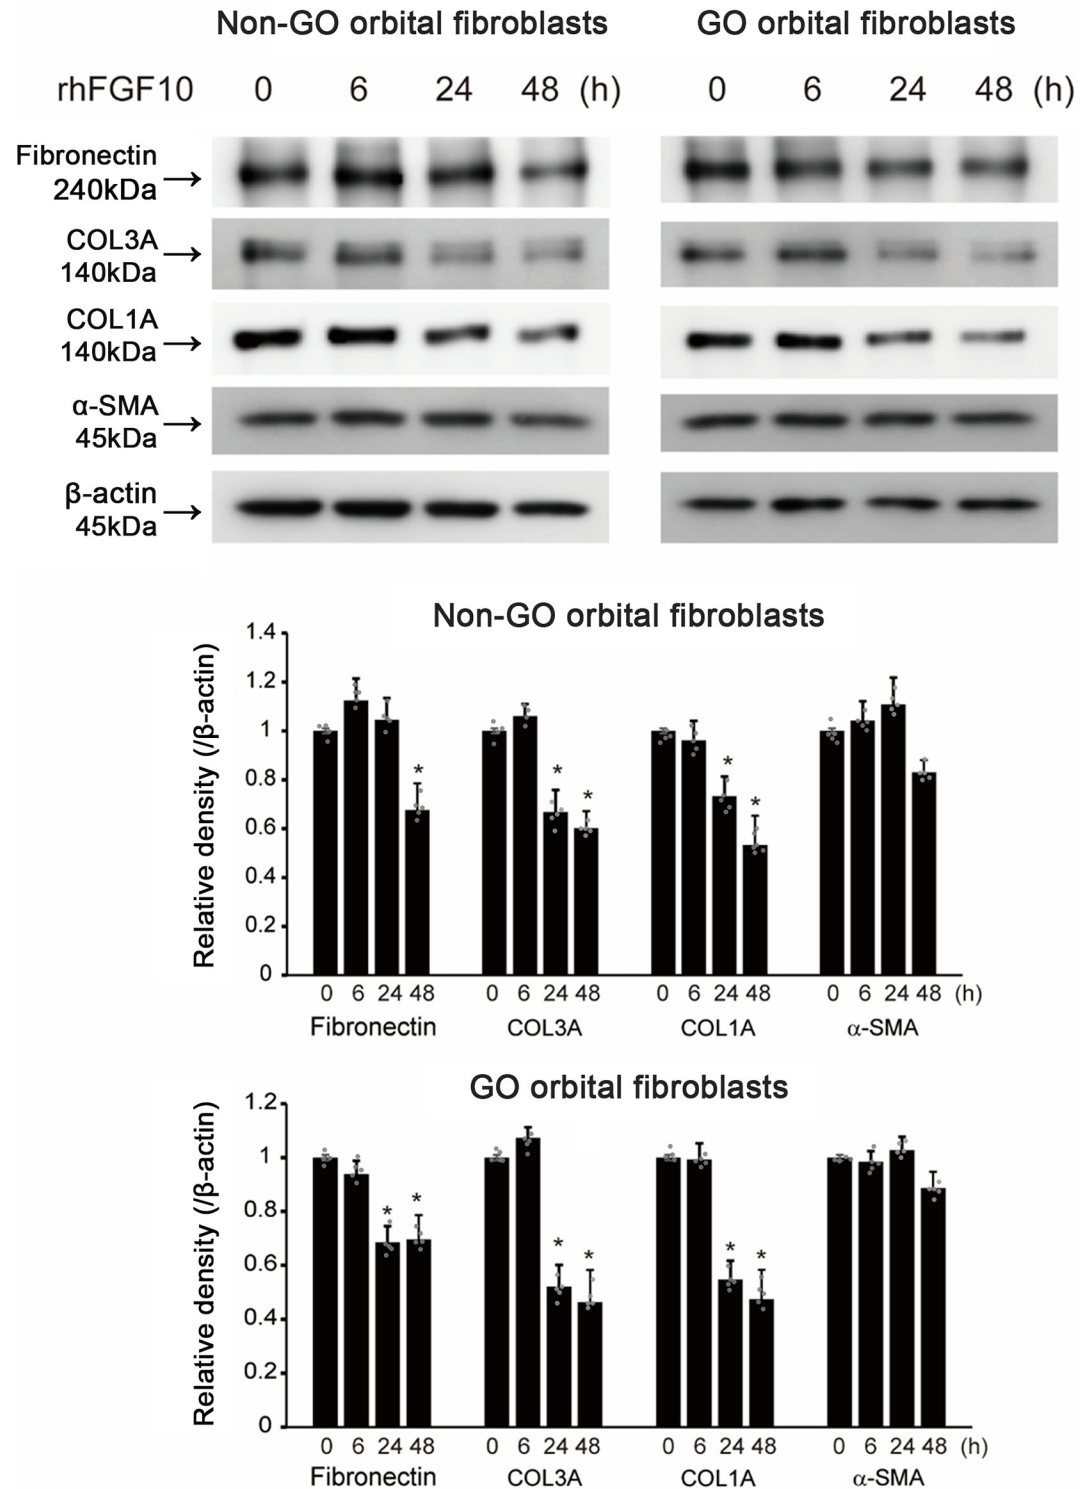 Non-GO orbital fibroblasts GO orbital fibroblasts
rhFGF10 0 6 24 48 (h) 0 6 24 48 (h)
Fibronectin
240kDa →
COL3A
140kDa →
COL1A
140kDa →
α-SMA
45kDa →
β-actin
45kDa →
Non-GO orbital fibroblasts
Relative density (/β-actin)
1.4
1.2
1
0.8
0.6
0.4
0.2
0
* * * * *
0 6 24 48 0 6 24 48 0 6 24 48 0 6 24 48 (h)
Fibronectin COL3A COL1A α-SMA
GO orbital fibroblasts
Relative density (/β-actin)
1.2
1
0.8
0.6
0.4
0.2
0
* * * * * *
0 6 24 48 0 6 24 48 0 6 24 48 0 6 24 48 (h)
Fibronectin COL3A COL1A α-SMA